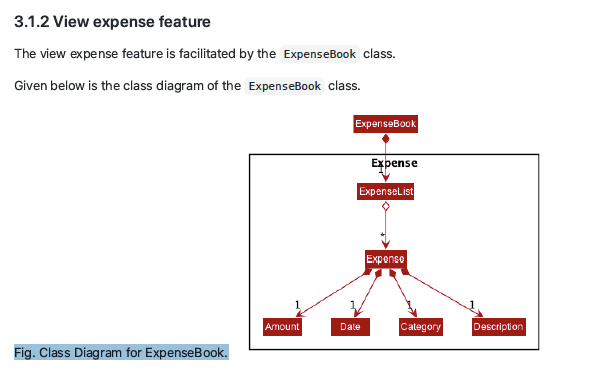 3.1.2 View expense feature
The view expense feature is facilitated by the ExpenseBook class.
Given below is the class diagram of the ExpenseBook class.
ExpenseBook
Expense
1
ExpenseList
*
Expense
1 1 1 1
Amount Date Category Description
Fig. Class Diagram for ExpenseBook.